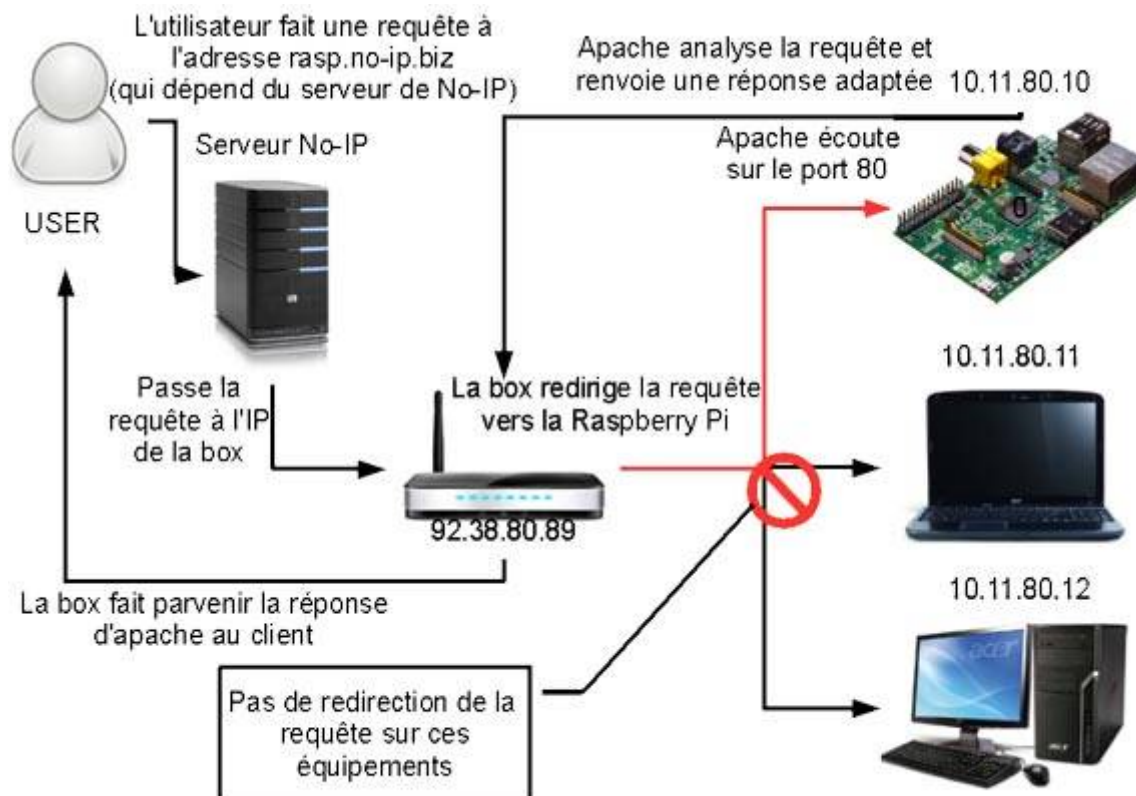 L'utilisateur fait une requête à
l'adresse rasp.no-ip.biz
(qui dépend du serveur de No-IP)
Apache analyse la requête et
renvoie une réponse adaptée
10.11.80.10
Serveur No-IP
Apache écoute
sur le port 80
USER
10.11.80.11
Passe la
requête à l'IP
de la box
La box redirige la requête
vers la Raspberry Pi
92.38.80.89
10.11.80.12
La box fait parvenir la réponse
d'apache au client
Pas de redirection de la
requête sur ces
équipements
acer